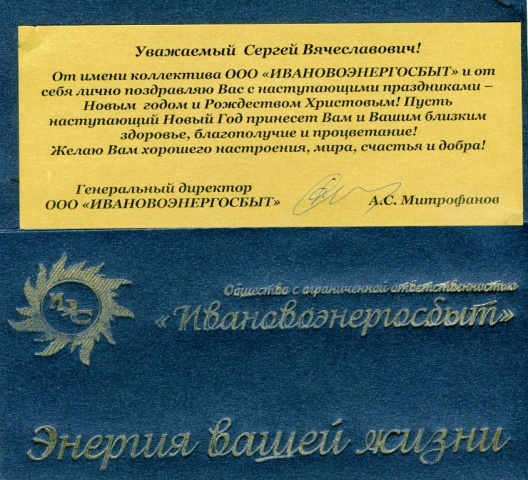 Уважаемый Сергей Вячеславович!
От имени коллектива ООО «ИВАНОВОЭНЕРГОСБЫТ» и от
себя лично поздравляю Вас с наступающими праздниками –
Новым годом и Рождеством Христовым! Пусть
наступающий Новый Год принесет Вам и Вашим близким
здоровье, благополучие и процветание!
Желаю Вам хорошего настроения, мира, счастья и добра!
Генеральный директор
ООО «ИВАНОВОЭНЕРГОСБЫТ» А.С. Митрофанов
ИЭС
Общества с ограниченной ответственностью
«Ивановоэнергосбыт»
Энергия вашей жизни